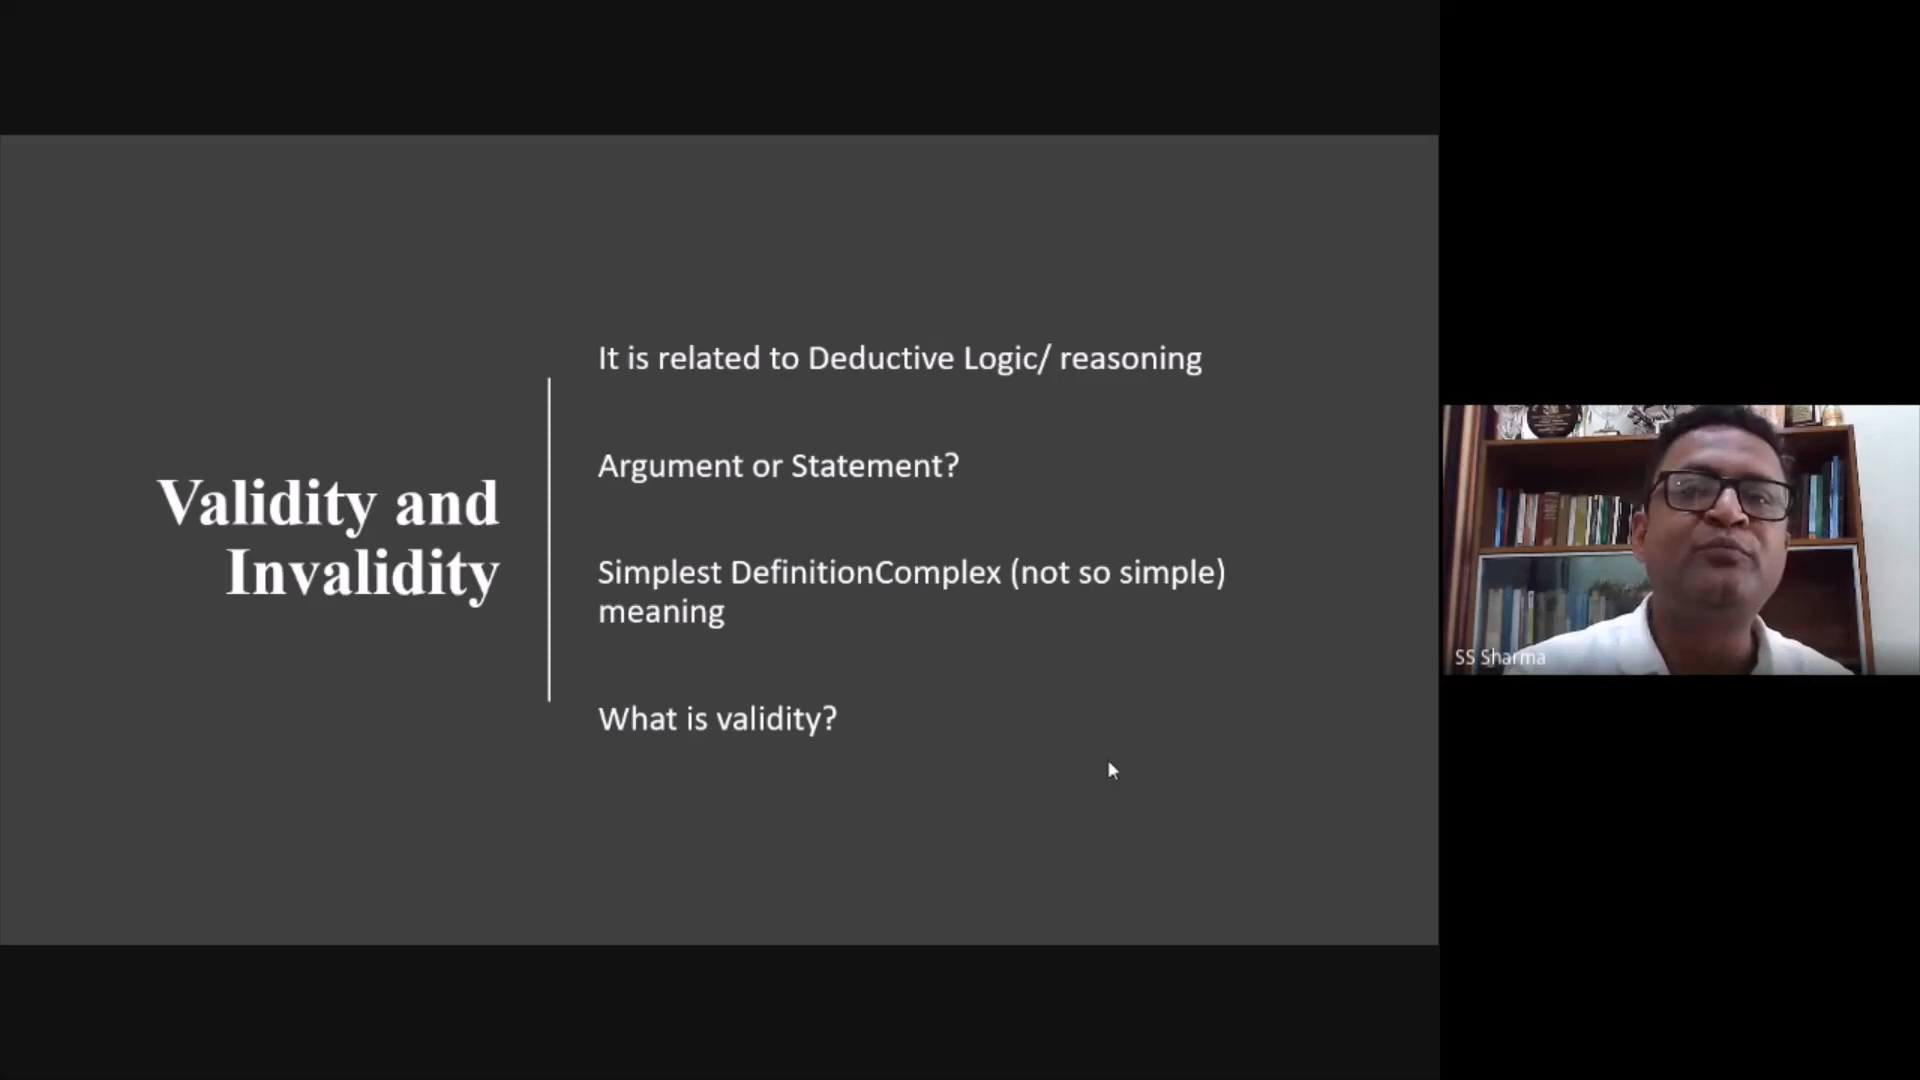 Validity and
Invalidity
It is related to Deductive Logic/ reasoning
Argument or Statement?
Simplest DefinitionComplex (not so simple)
meaning
What is validity?
SS Sharma